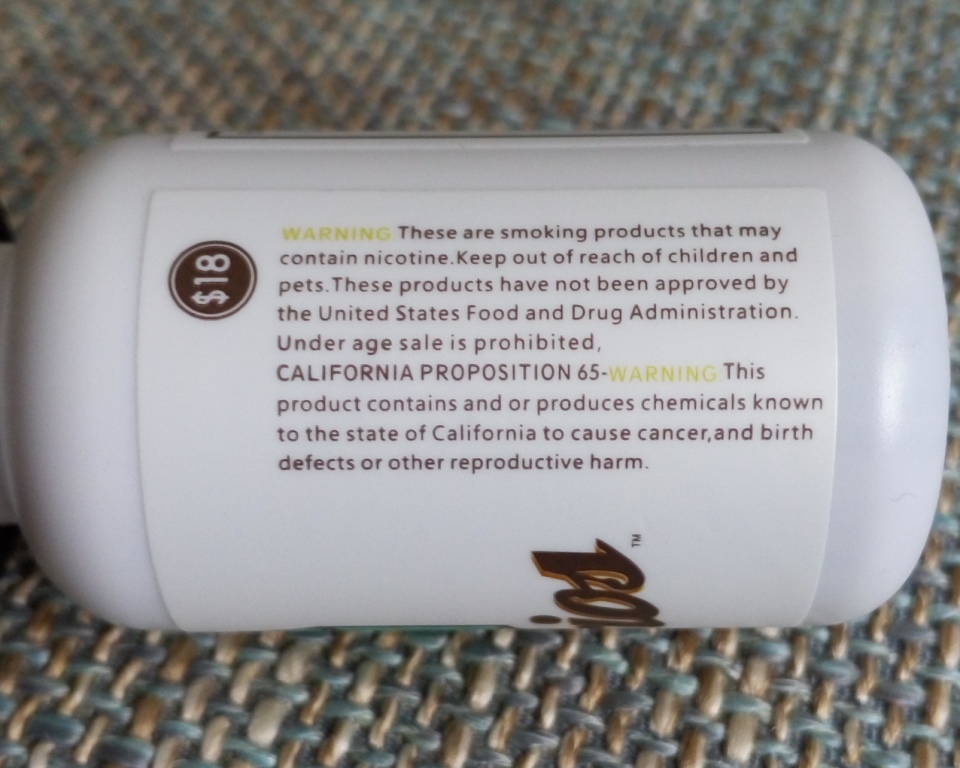 $18
WARNING These are smoking products that may
contain nicotine.Keep out of reach of children and
pets.These products have not been approved by
the United States Food and Drug Administration.
Under age sale is prohibited,
CALIFORNIA PROPOSITION 65-WARNING This
product contains and or produces chemicals known
to the state of California to cause cancer,and birth
defects or other reproductive harm.
TM